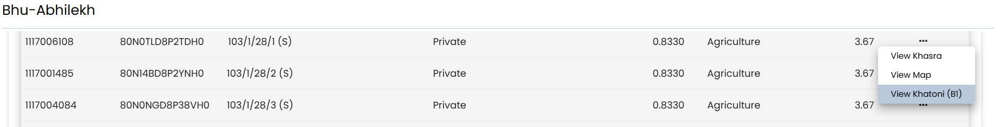 Bhu-Abhilekh
1117006108 80N0TLD8P2TDH0 103/1/28/1 (S) Private 0.8330 Agriculture 3.67 •••
View Khasra
1117001485 80N14BD8P2YNH0 103/1/28/2 (S) Private 0.8330 Agriculture 3.67
View Map
View Khatoni (B1)
1117004084 80N0NGD8P38VH0 103/1/28/3 (S) Private 0.8330 Agriculture 3.67 •••